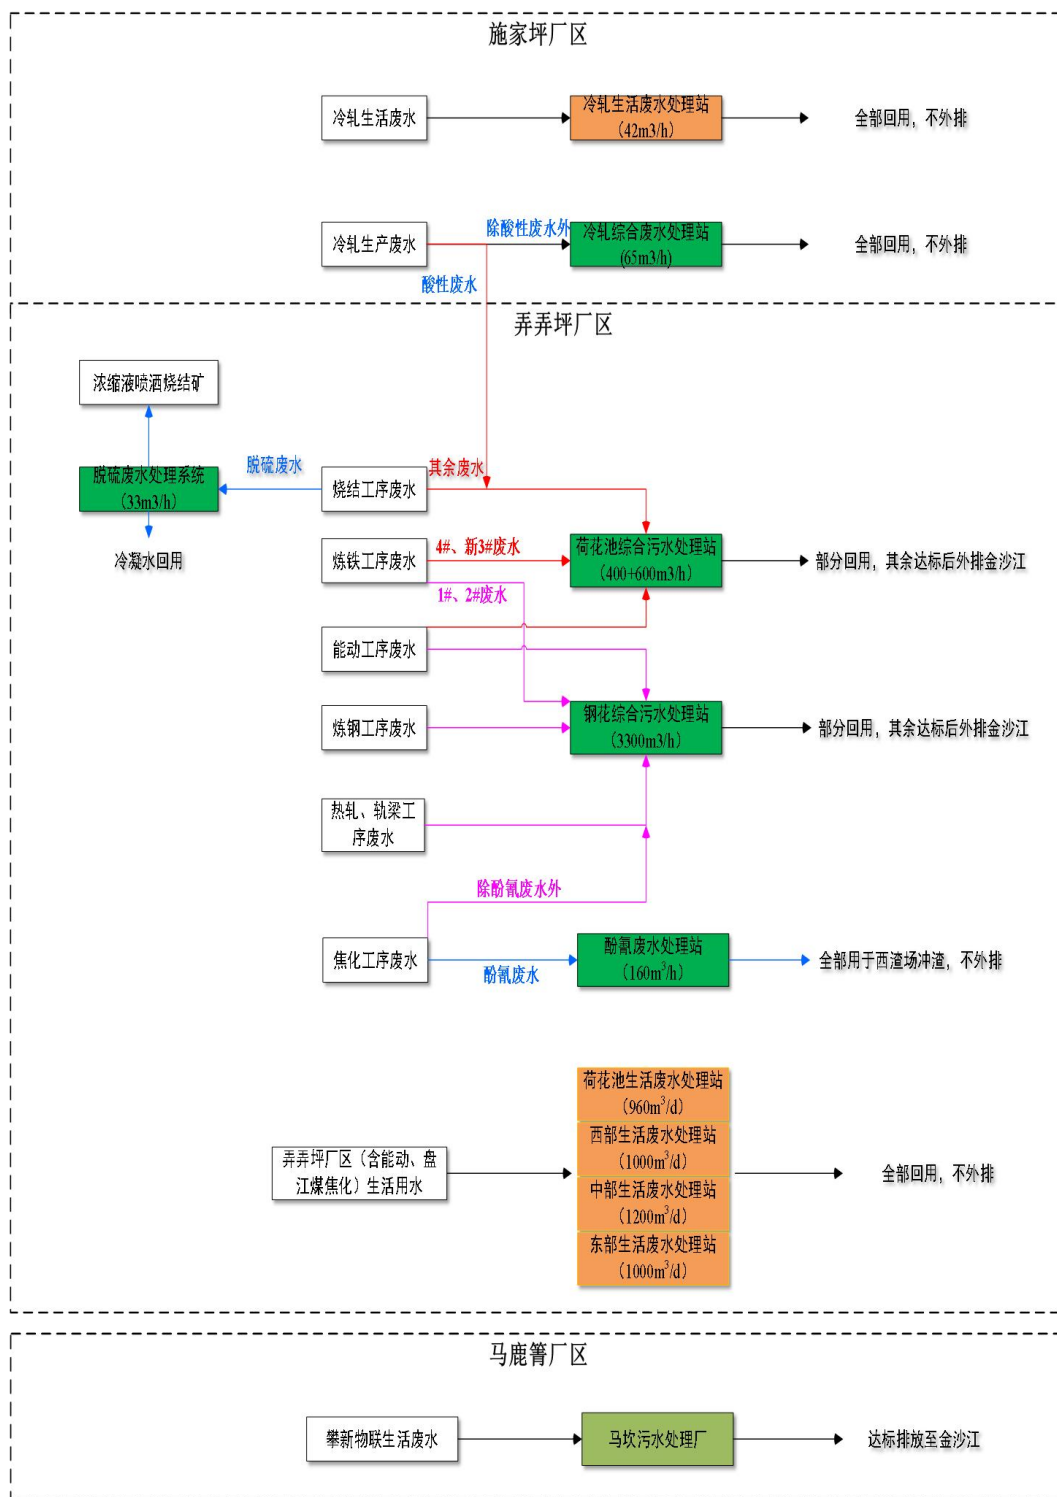 施家坪厂区
冷轧生活废水
冷轧生活废水处理站
（42m3/h）
全部回用，不外排
冷轧生产废水
除酸性废水外
冷轧综合废水处理站
(65m3/h)
全部回用，不外排
酸性废水
弄弄坪厂区
浓缩液喷洒烧结矿
脱硫废水处理系统
（33m3/h）
脱硫废水
冷凝水回用
烧结工序废水
其余废水
炼铁工序废水
4#、新3#废水
1#、2#废水
荷花池综合污水处理站
（400+600m3/h）
部分回用，其余达标后外排金沙江
能动工序废水
炼钢工序废水
钢花综合污水处理站
（3300m3/h）
部分回用，其余达标后外排金沙江
热轧、轨梁工
序废水
除酚氰废水外
焦化工序废水
酚氰废水
酚氰废水处理站
（160m³/h）
全部用于西渣场冲渣，不外排
弄弄坪厂区（含能动、盘
江煤焦化）生活用水
荷花池生活废水处理站
（960m³/d）
西部生活废水处理站
（1000m³/d）
中部生活废水处理站
（1200m³/d）
东部生活废水处理站
（1000m³/d）
全部回用，不外排
马鹿箐厂区
攀新物联生活废水
马坎污水处理厂
达标排放至金沙江